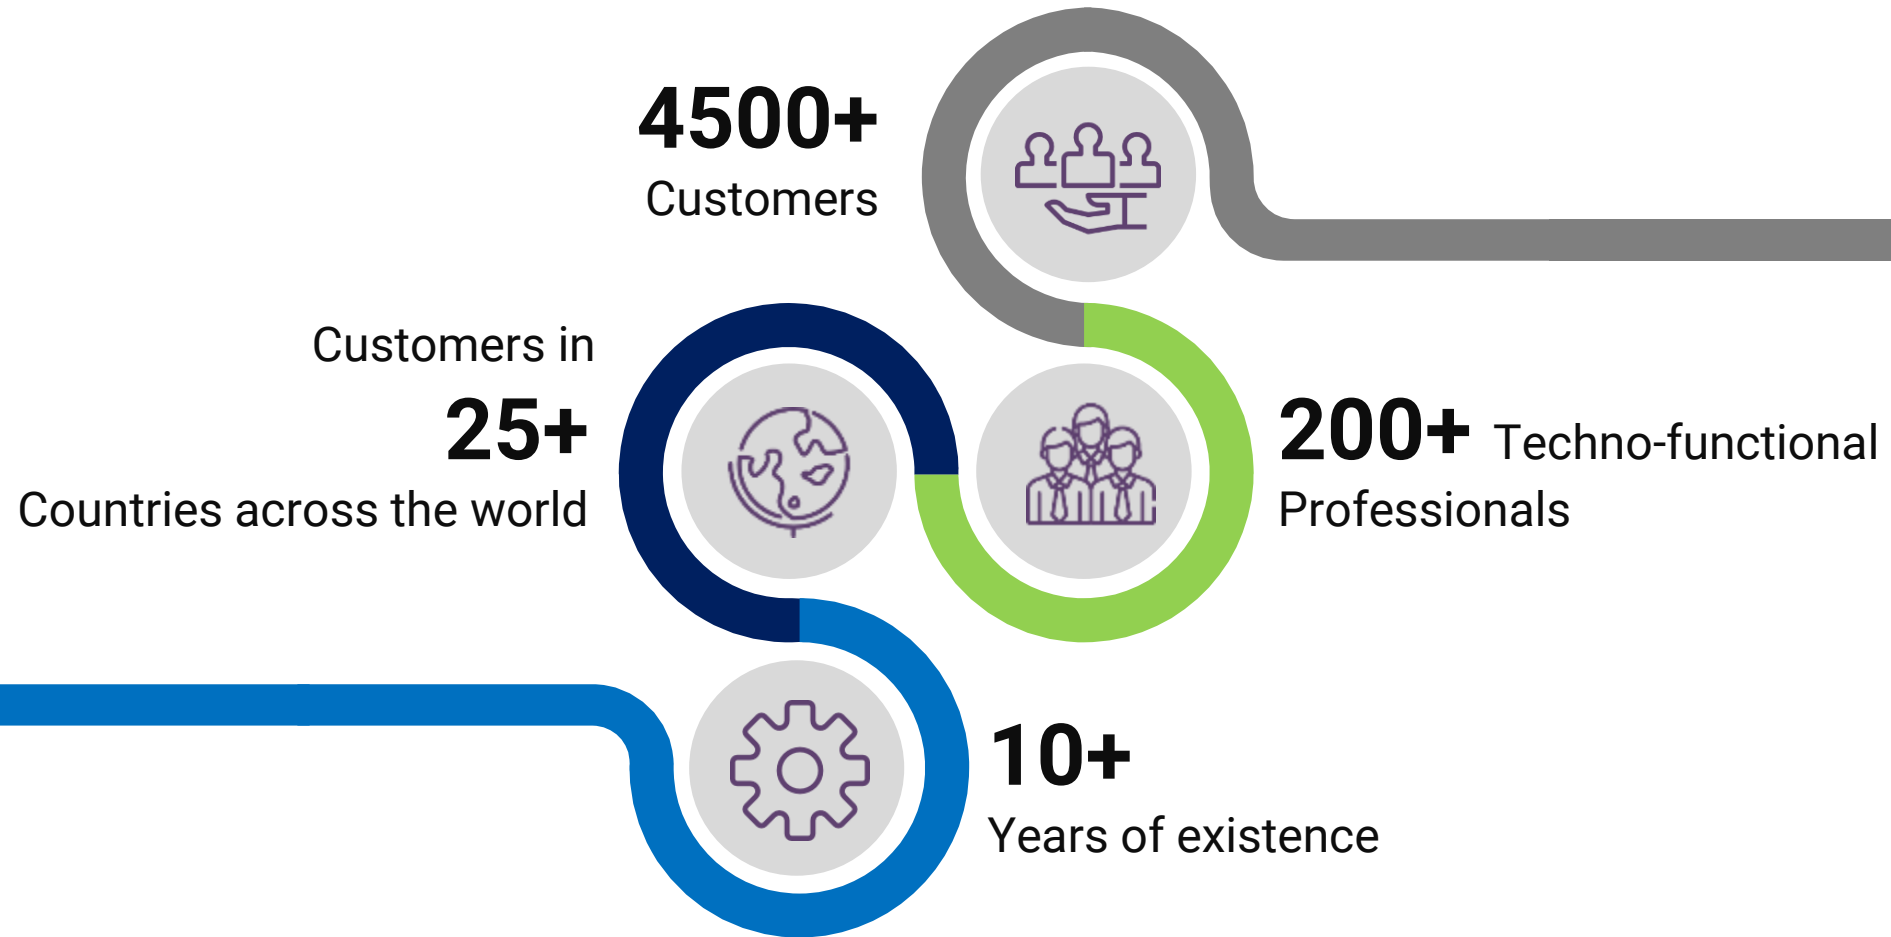 4500+
Customers
Customers in
25+
Countries across the world
200+ Techno-functional
Professionals
10+
Years of existence